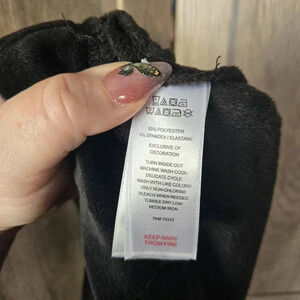 95% POLYESTER
5% SPANDEX / ELASTANE
EXCLUSIVE OF
DECORATION
TURN INSIDE OUT
MACHINE WASH COOL-
DELICATE-CYCLE
WASH WITH LIKE COLORS
ONLY NON-CHLORINE
BLEACH WHEN NEEDED
TUMBLE DRY LOW
MEDIUM IRON
KEEP AWAY
FROM FIRE